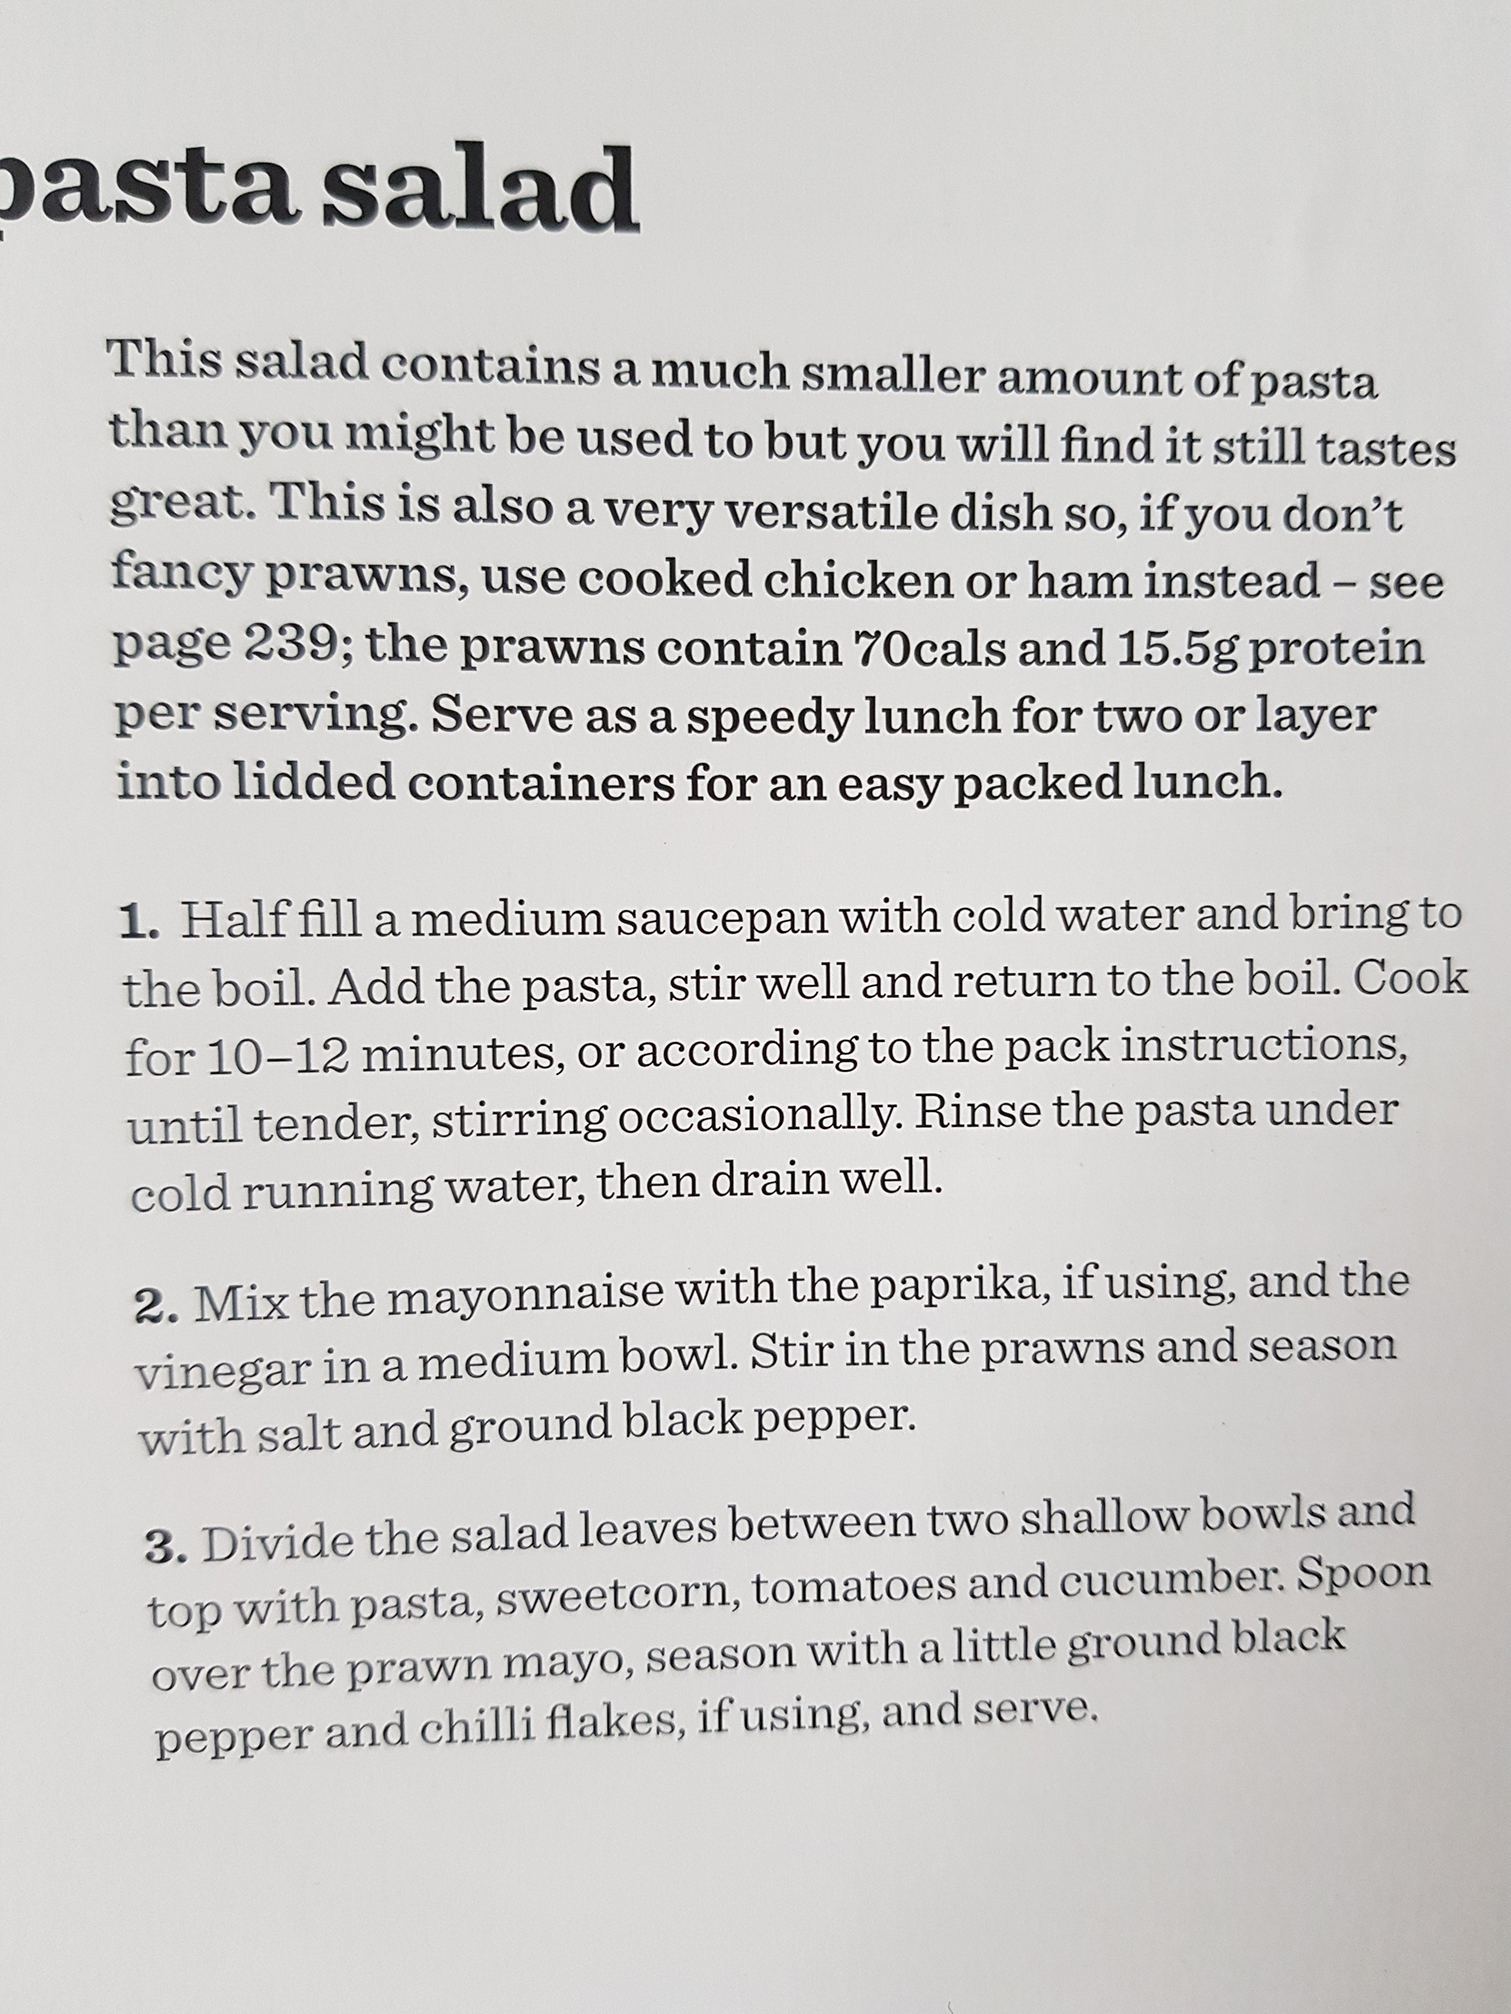 pasta salad
This salad contains a much smaller amount of pasta
than you might be used to but you will find it still tastes
great. This is also a very versatile dish so, if you don’t
fancy prawns, use cooked chicken or ham instead – see
page 239; the prawns contain 70cals and 15.5g protein
per serving. Serve as a speedy lunch for two or layer
into lidded containers for an easy packed lunch.
1. Half fill a medium saucepan with cold water and bring to
the boil. Add the pasta, stir well and return to the boil. Cook
for 10–12 minutes, or according to the pack instructions,
until tender, stirring occasionally. Rinse the pasta under
cold running water, then drain well.
2. Mix the mayonnaise with the paprika, if using, and the
vinegar in a medium bowl. Stir in the prawns and season
with salt and ground black pepper.
3. Divide the salad leaves between two shallow bowls and
top with pasta, sweetcorn, tomatoes and cucumber. Spoon
over the prawn mayo, season with a little ground black
pepper and chilli flakes, if using, and serve.